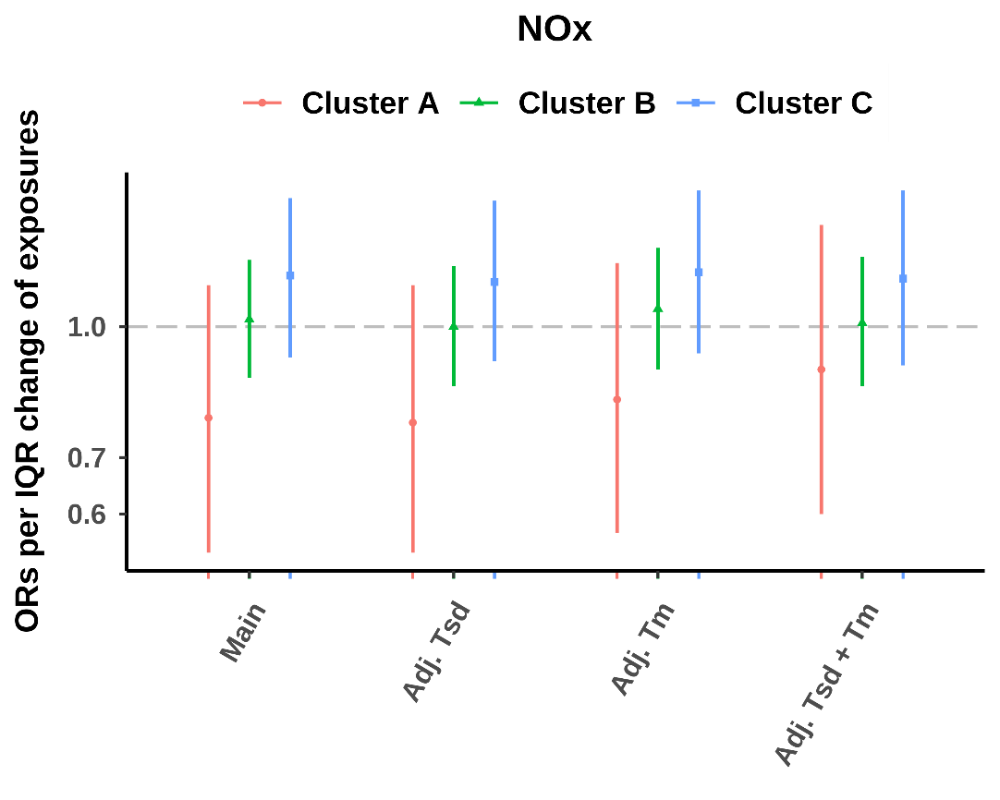 NOx
Cluster A Cluster B Cluster C
ORs per IQR change of exposures
1.0
0.7
0.6
Main
Adj. Tsd
Adj. Tm
Adj. Tsd + Tm